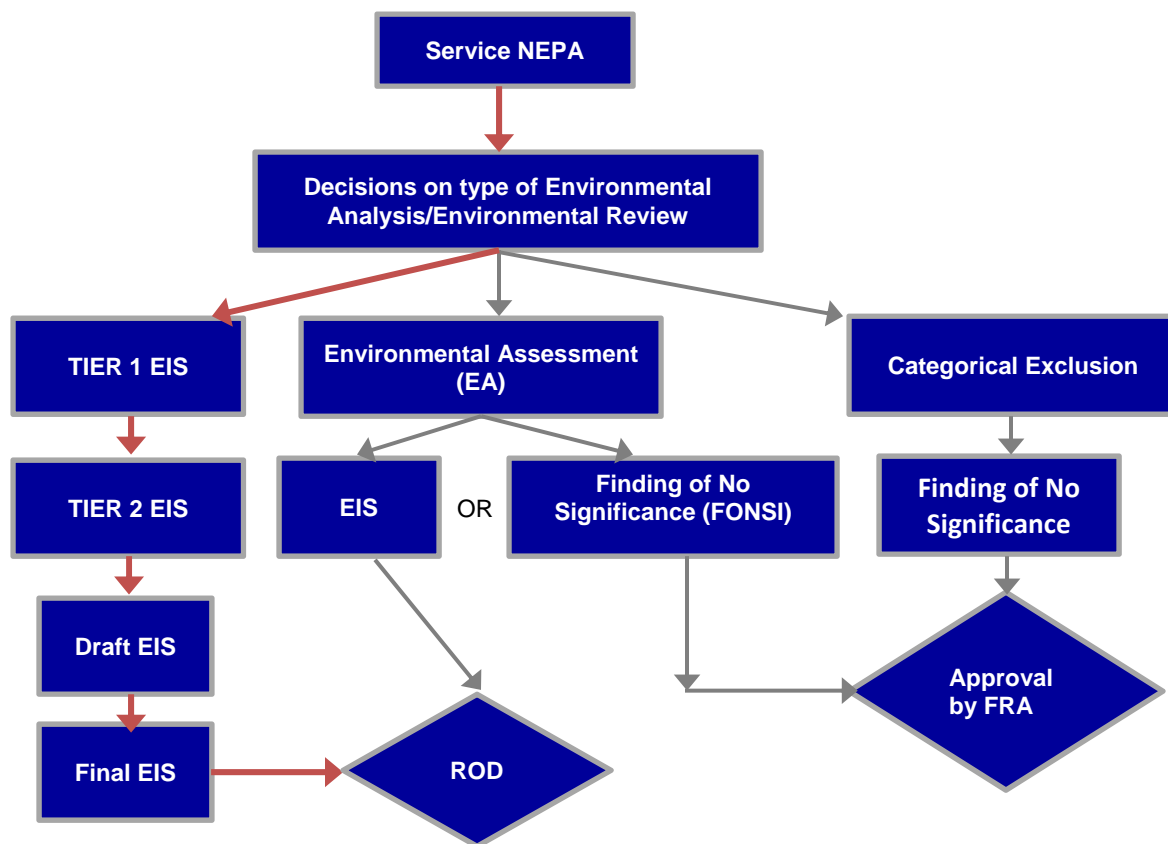 Service NEPA
Decisions on type of Environmental
Analysis/Environmental Review
TIER 1 EIS
Environmental Assessment
(EA)
Categorical Exclusion
TIER 2 EIS
EIS
OR
Finding of No
Significance (FONSI)
Finding of No
Significance
Draft EIS
Approval
by FRA
Final EIS
ROD